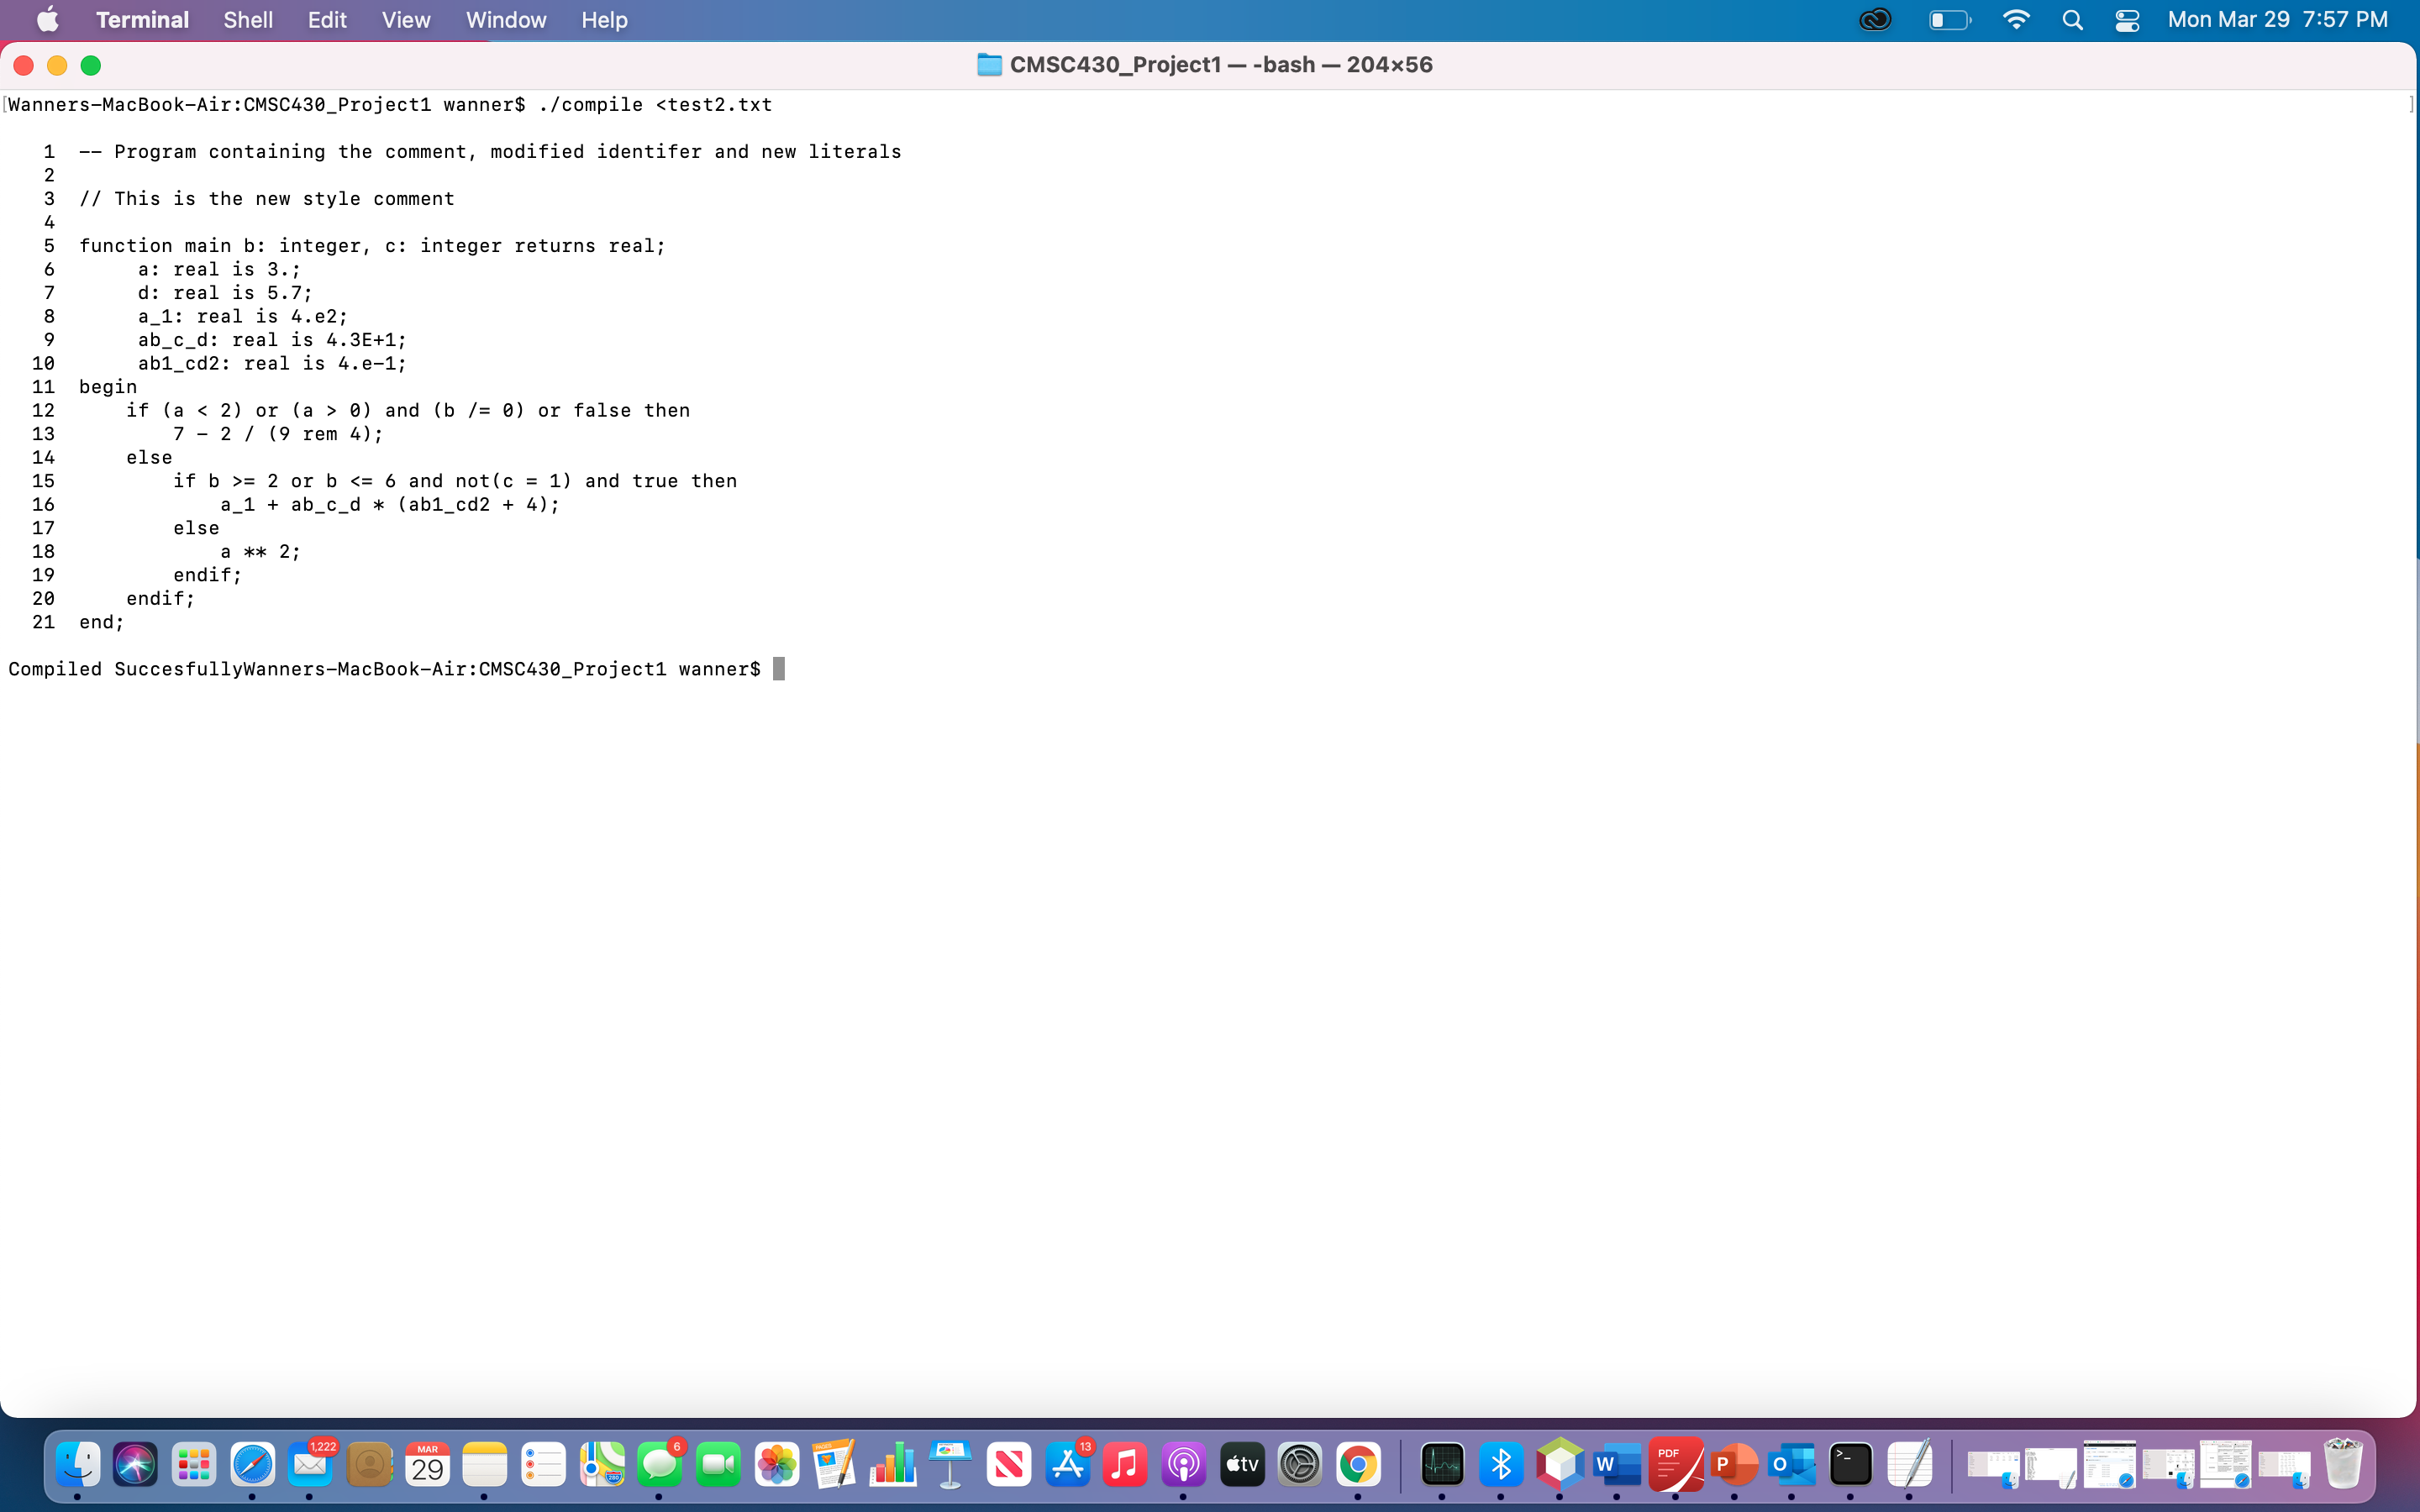 Terminal Shell Edit View Window Help Mon Mar 29 7:57 PM
CMSC430_Project1 — -bash — 204×56
[Wanners-MacBook-Air:CMSC430_Project1 wanner$ ./compile <test2.txt ]
1 -- Program containing the comment, modified identifer and new literals
2
3 // This is the new style comment
4
5 function main b: integer, c: integer returns real;
6 a: real is 3.;
7 d: real is 5.7;
8 a_1: real is 4.e2;
9 ab_c_d: real is 4.3E+1;
10 ab1_cd2: real is 4.e-1;
11 begin
12 if (a < 2) or (a > 0) and (b /= 0) or false then
13 7 - 2 / (9 rem 4);
14 else
15 if b >= 2 or b <= 6 and not(c = 1) and true then
16 a_1 + ab_c_d * (ab1_cd2 + 4);
17 else
18 a ** 2;
19 endif;
20 endif;
21 end;
Compiled SuccesfullyWanners-MacBook-Air:CMSC430_Project1 wanner$
1,222 MAR 29 6 280 PAGES 13 tv W PDF P O >_